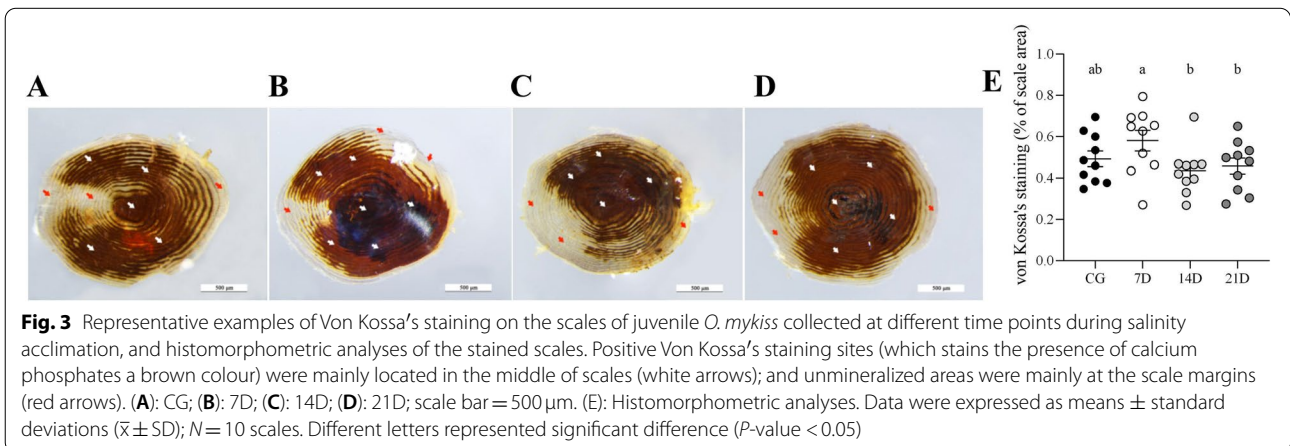 A
B
C
D
E
500 µm
500 µm
500 µm
500 µm
von Kossa's staining (% of scale area)
1.0
0.8
0.6
0.4
0.2
0.0
ab
a
b
b
CG
7D
14D
21D
Fig. 3 Representative examples of Von Kossa′s staining on the scales of juvenile O. mykiss collected at different time points during salinity
acclimation, and histomorphometric analyses of the stained scales. Positive Von Kossa′s staining sites (which stains the presence of calcium
phosphates a brown colour) were mainly located in the middle of scales (white arrows); and unmineralized areas were mainly at the scale margins
(red arrows). (A): CG; (B): 7D; (C): 14D; (D): 21D; scale bar = 500 µm. (E): Histomorphometric analyses. Data were expressed as means ± standard
deviations (x̄ ± SD); N = 10 scales. Different letters represented significant difference (P-value < 0.05)